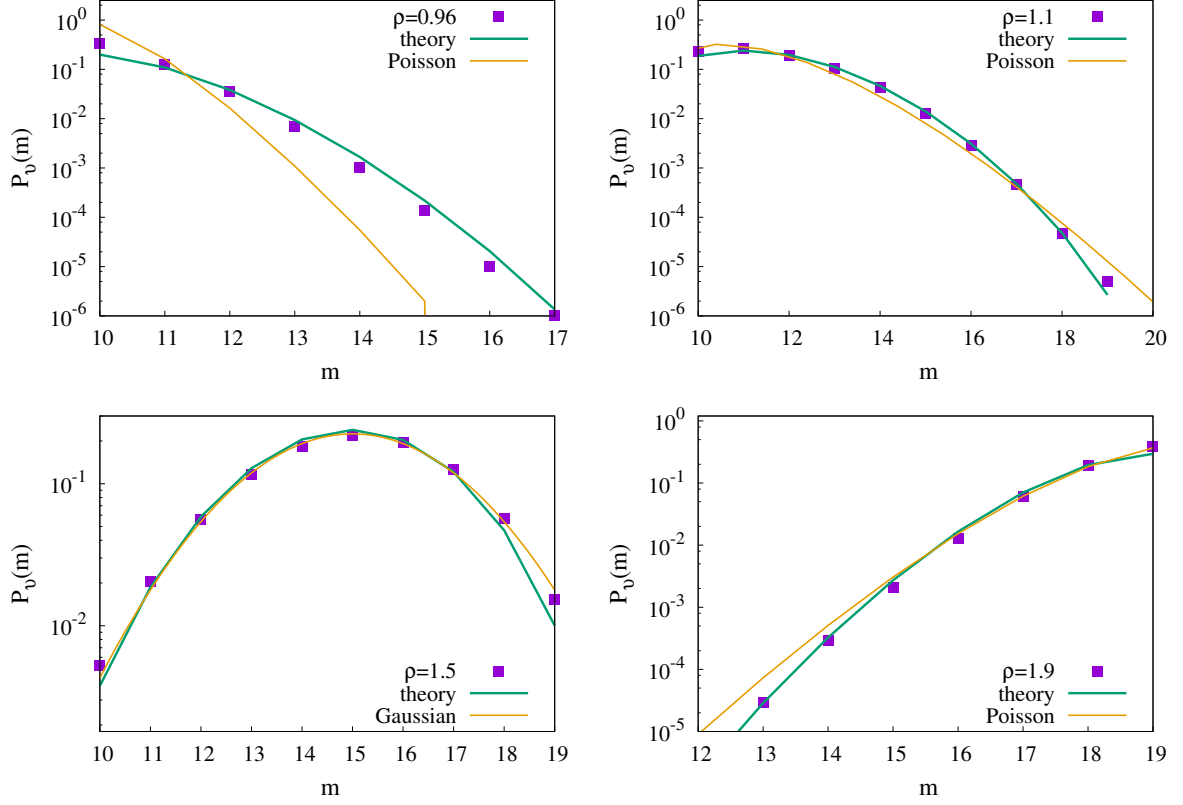 10⁰
10⁻¹
10⁻²
10⁻³
10⁻⁴
10⁻⁵
10⁻⁶
P_υ(m)
ρ=0.96
theory
Poisson
10 11 12 13 14 15 16 17
m
10⁰
10⁻¹
10⁻²
10⁻³
10⁻⁴
10⁻⁵
10⁻⁶
P_υ(m)
ρ=1.1
theory
Poisson
10 12 14 16 18 20
m
10⁻¹
10⁻²
P_υ(m)
ρ=1.5
theory
Gaussian
10 11 12 13 14 15 16 17 18 19
m
10⁰
10⁻¹
10⁻²
10⁻³
10⁻⁴
10⁻⁵
P_υ(m)
ρ=1.9
theory
Poisson
12 13 14 15 16 17 18 19
m